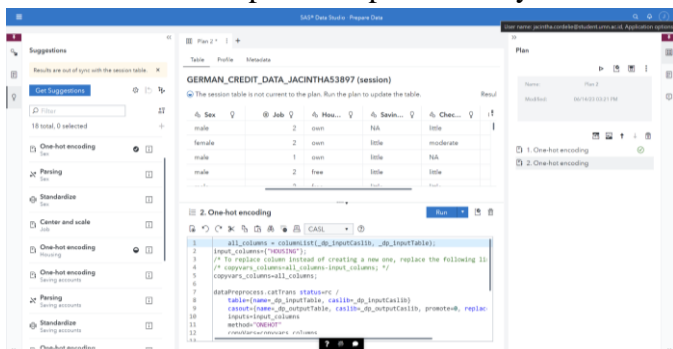 SAS® Data Studio - Prepare Data
User name: jacintha.cordelie@student.umn.ac.id. Application options
Suggestions
Results are out of sync with the session table. ×
Get Suggestions
Filter
18 total, 0 selected
One-hot encoding
Sex
Parsing
Sex
Standardize
Sex
Center and scale
Job
One-hot encoding
Housing
One-hot encoding
Saving accounts
Parsing
Saving accounts
Standardize
Saving accounts
One-hot encoding
Plan 2 *
Table Profile Metadata
GERMAN_CREDIT_DATA_JACINTHA53897 (session)
The session table is not current to the plan. Run the plan to update the table. Resul
Sex Job Hou... Savin... Chec...
male 2 own NA little
female 2 own little moderate
male 1 own little NA
male 2 free little little
2. One-hot encoding Run
CASL
1 all_columns = columnList(_dp_inputCaslib, _dp_inputTable);
2 input_columns={"HOUSING"};
3 /* To replace column instead of creating a new one, replace the following li
4 /* copyvars_columns=all_columns-input_columns; */
5 copyvars_columns=all_columns;
6
7 dataPreprocess.catTrans status=rc /
8 table={name=_dp_inputTable, caslib=_dp_inputCaslib}
9 casout={name=_dp_outputTable, caslib=_dp_outputCaslib, promote=0, replac
10 inputs=input_columns
11 method="ONEHOT"
12 copyVars=copyvars_columns
Plan
Name: Plan 2
Modified: 06/14/23 03:21 PM
1. One-hot encoding
2. One-hot encoding